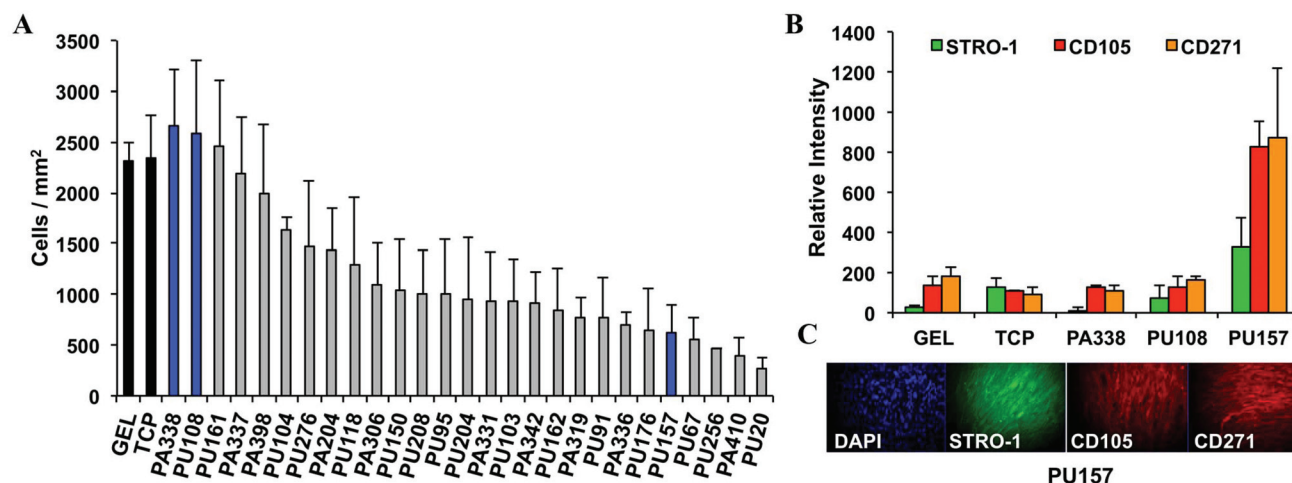 A
Cells / mm²
3500
3000
2500
2000
1500
1000
500
0
GEL
TCP
PA338
PU108
PU161
PA337
PA398
PU104
PU276
PA204
PU118
PA306
PU150
PU208
PU95
PU204
PA331
PU103
PA342
PU162
PA319
PU91
PA336
PU176
PU157
PU67
PU256
PA410
PU20
B
Relative Intensity
1400
1200
1000
800
600
400
200
0
STRO-1 CD105 CD271
GEL TCP PA338 PU108 PU157
C
DAPI STRO-1 CD105 CD271
PU157